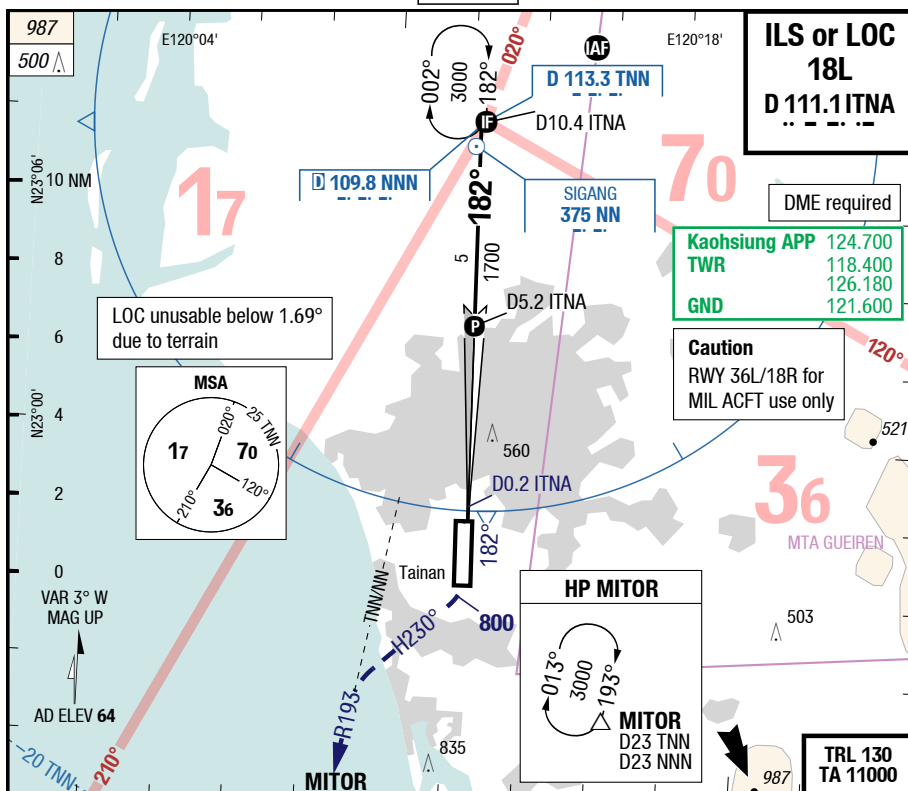 987
500
E120°04'
E120°18'
ILS or LOC
18L
D 111.1 ITNA
002°
3000
182°
020°
IAF
D 113.3 TNN
IF
D10.4 ITNA
N23°06'
10 NM
17
D 109.8 NNN
182°
SIGANG
375 NN
70
DME required
Kaohsiung APP 124.700
TWR 118.400
126.180
GND 121.600
8
5
1700
D5.2 ITNA
P
LOC unusable below 1.69°
due to terrain
6
120°
Caution
RWY 36L/18R for
MIL ACFT use only
MSA
020°
25 TNN
17
70
120°
210°
36
N23°00'
4
560
521
2
D0.2 ITNA
36
182°
MTA GUEIREN
0
Tainan
TNN/NN
VAR 3° W
MAG UP
AD ELEV 64
H230°
800
HP MITOR
013°
3000
193°
MITOR
D23 TNN
D23 NNN
503
R193
835
20 TNN
210°
MITOR
987
TRL 130
TA 11000